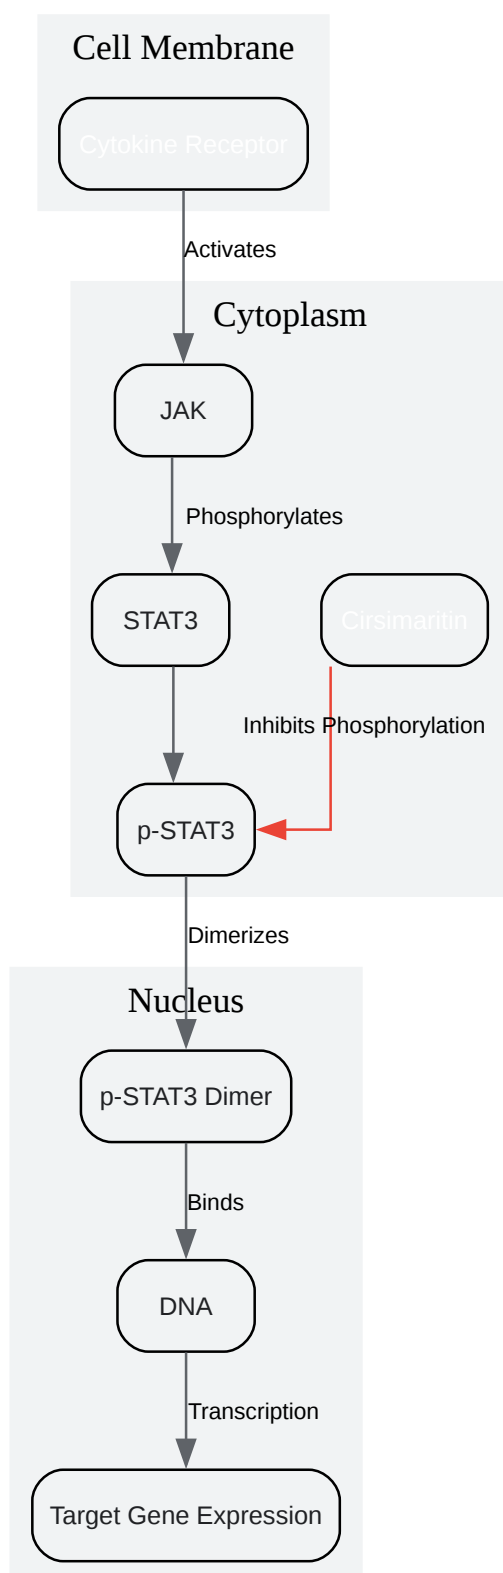 Cell Membrane
Cytokine Receptor
Activates
Cytoplasm
JAK
Phosphorylates
STAT3
Cirsimaritin
Inhibits Phosphorylation
p-STAT3
Dimerizes
Nucleus
p-STAT3 Dimer
Binds
DNA
Transcription
Target Gene Expression